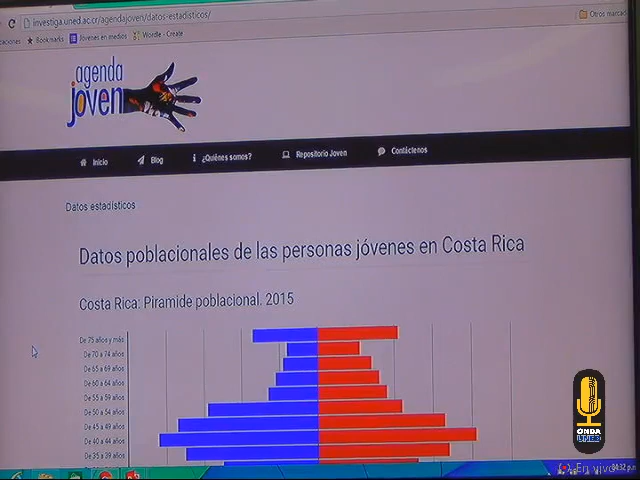 investiga.uned.ac.cr/agendajoven/datos-estadisticos/
Bookmarks
Jóvenes en medios
Wordle - Create
Otros marcad
agenda
joven
Inicio
Blog
¿Quiénes somos?
Repositorio Joven
Contáctenos
Datos estadísticos
Datos poblacionales de las personas jóvenes en Costa Rica
Costa Rica: Piramide poblacional. 2015
De 75 años y más
De 70 a 74 años
De 65 a 69 años
De 60 a 64 años
De 55 a 59 años
De 50 a 54 años
De 45 a 49 años
De 40 a 44 años
De 35 a 39 años
ONDA
UNED
En vivo